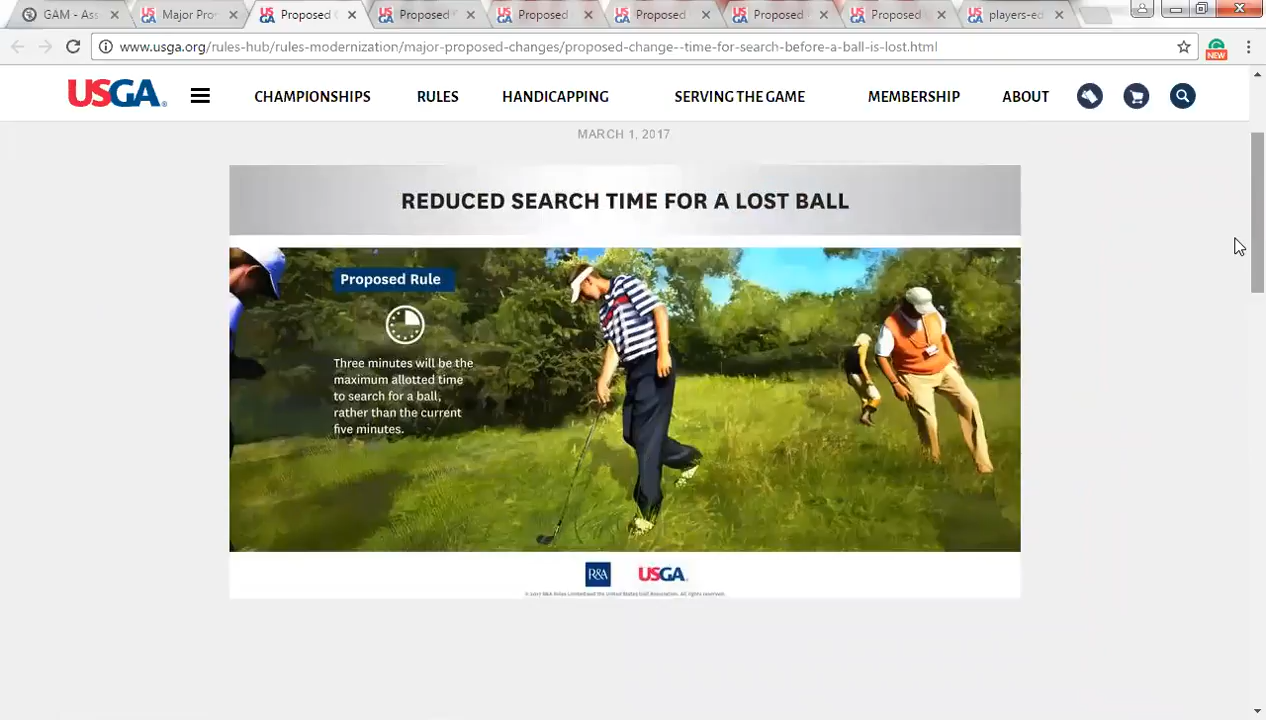 GAM - Ass
Major Pro
Proposed C
Proposed
Proposed
Proposed
Proposed
Proposed
players-ed
www.usga.org/rules-hub/rules-modernization/major-proposed-changes/proposed-change--time-for-search-before-a-ball-is-lost.html
NEW
USGA
CHAMPIONSHIPS
RULES
HANDICAPPING
SERVING THE GAME
MEMBERSHIP
ABOUT
MARCH 1, 2017
REDUCED SEARCH TIME FOR A LOST BALL
Proposed Rule
Three minutes will be the
maximum allotted time
to search for a ball,
rather than the current
five minutes.
R&A
USGA